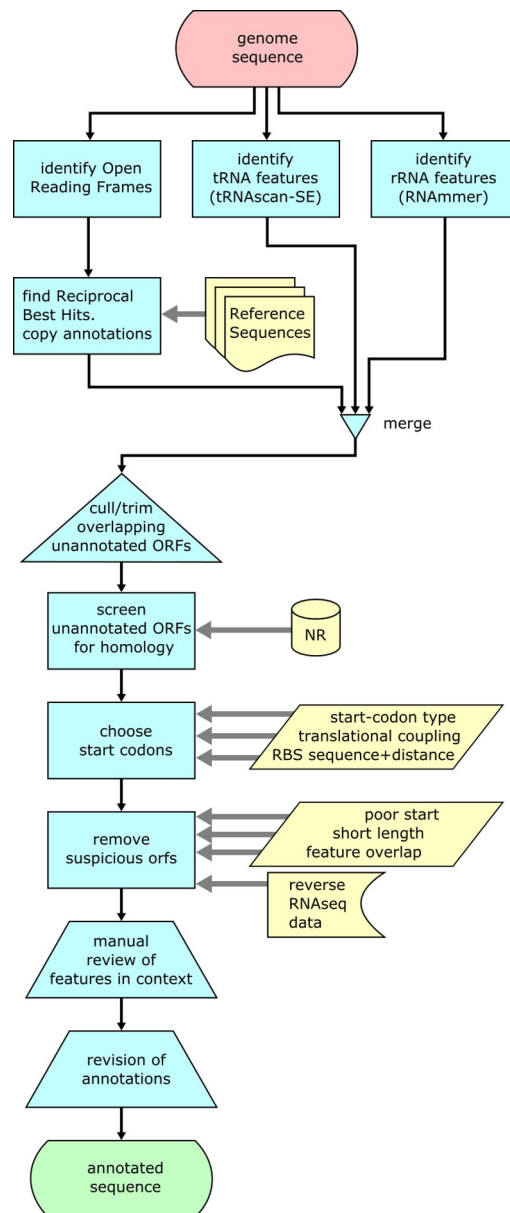 genome
sequence
identify Open
Reading Frames
identify
tRNA features
(tRNAscan-SE)
identify
rRNA features
(RNAmmer)
find Reciprocal
Best Hits.
copy annotations
Reference
Sequences
merge
cull/trim
overlapping
unannotated ORFs
screen
unannotated ORFs
for homology
NR
choose
start codons
start-codon type
translational coupling
RBS sequence+distance
remove
suspicious orfs
poor start
short length
feature overlap
reverse
RNAseq
data
manual
review of
features in context
revision of
annotations
annotated
sequence